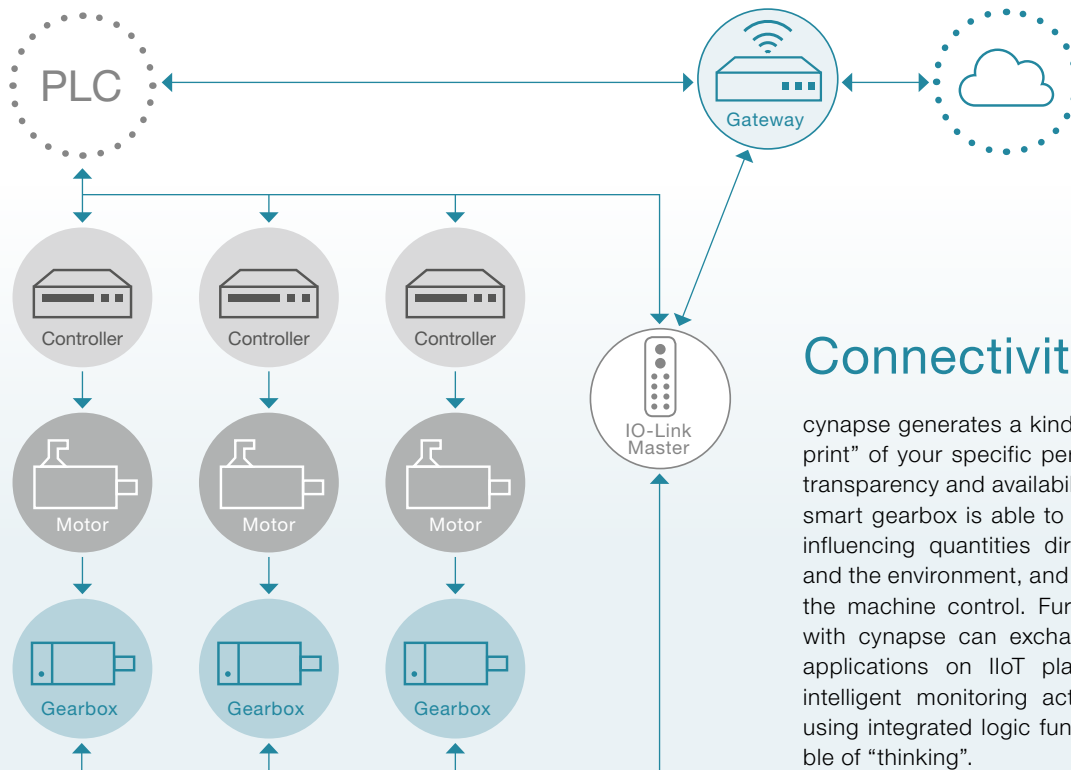 PLC
Gateway
Controller
Controller
Controller
IO-Link
Master
Motor
Motor
Motor
Gearbox
Gearbox
Gearbox
Connectivit
cynapse generates a kind
print” of your specific per
transparency and availabil
smart gearbox is able to
influencing quantities dir
and the environment, and
the machine control. Fur
with cynapse can excha
applications on IIoT pla
intelligent monitoring act
using integrated logic fun
ble of “thinking”.